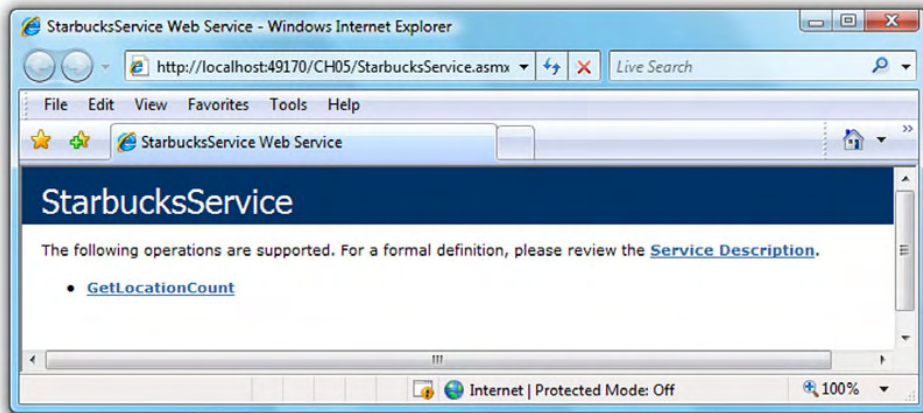 StarbucksService Web Service - Windows Internet Explorer
http://localhost:49170/CH05/StarbucksService.asmx
Live Search
File Edit View Favorites Tools Help
StarbucksService Web Service
StarbucksService
The following operations are supported. For a formal definition, please review the Service Description.
• GetLocationCount
Internet | Protected Mode: Off
100%